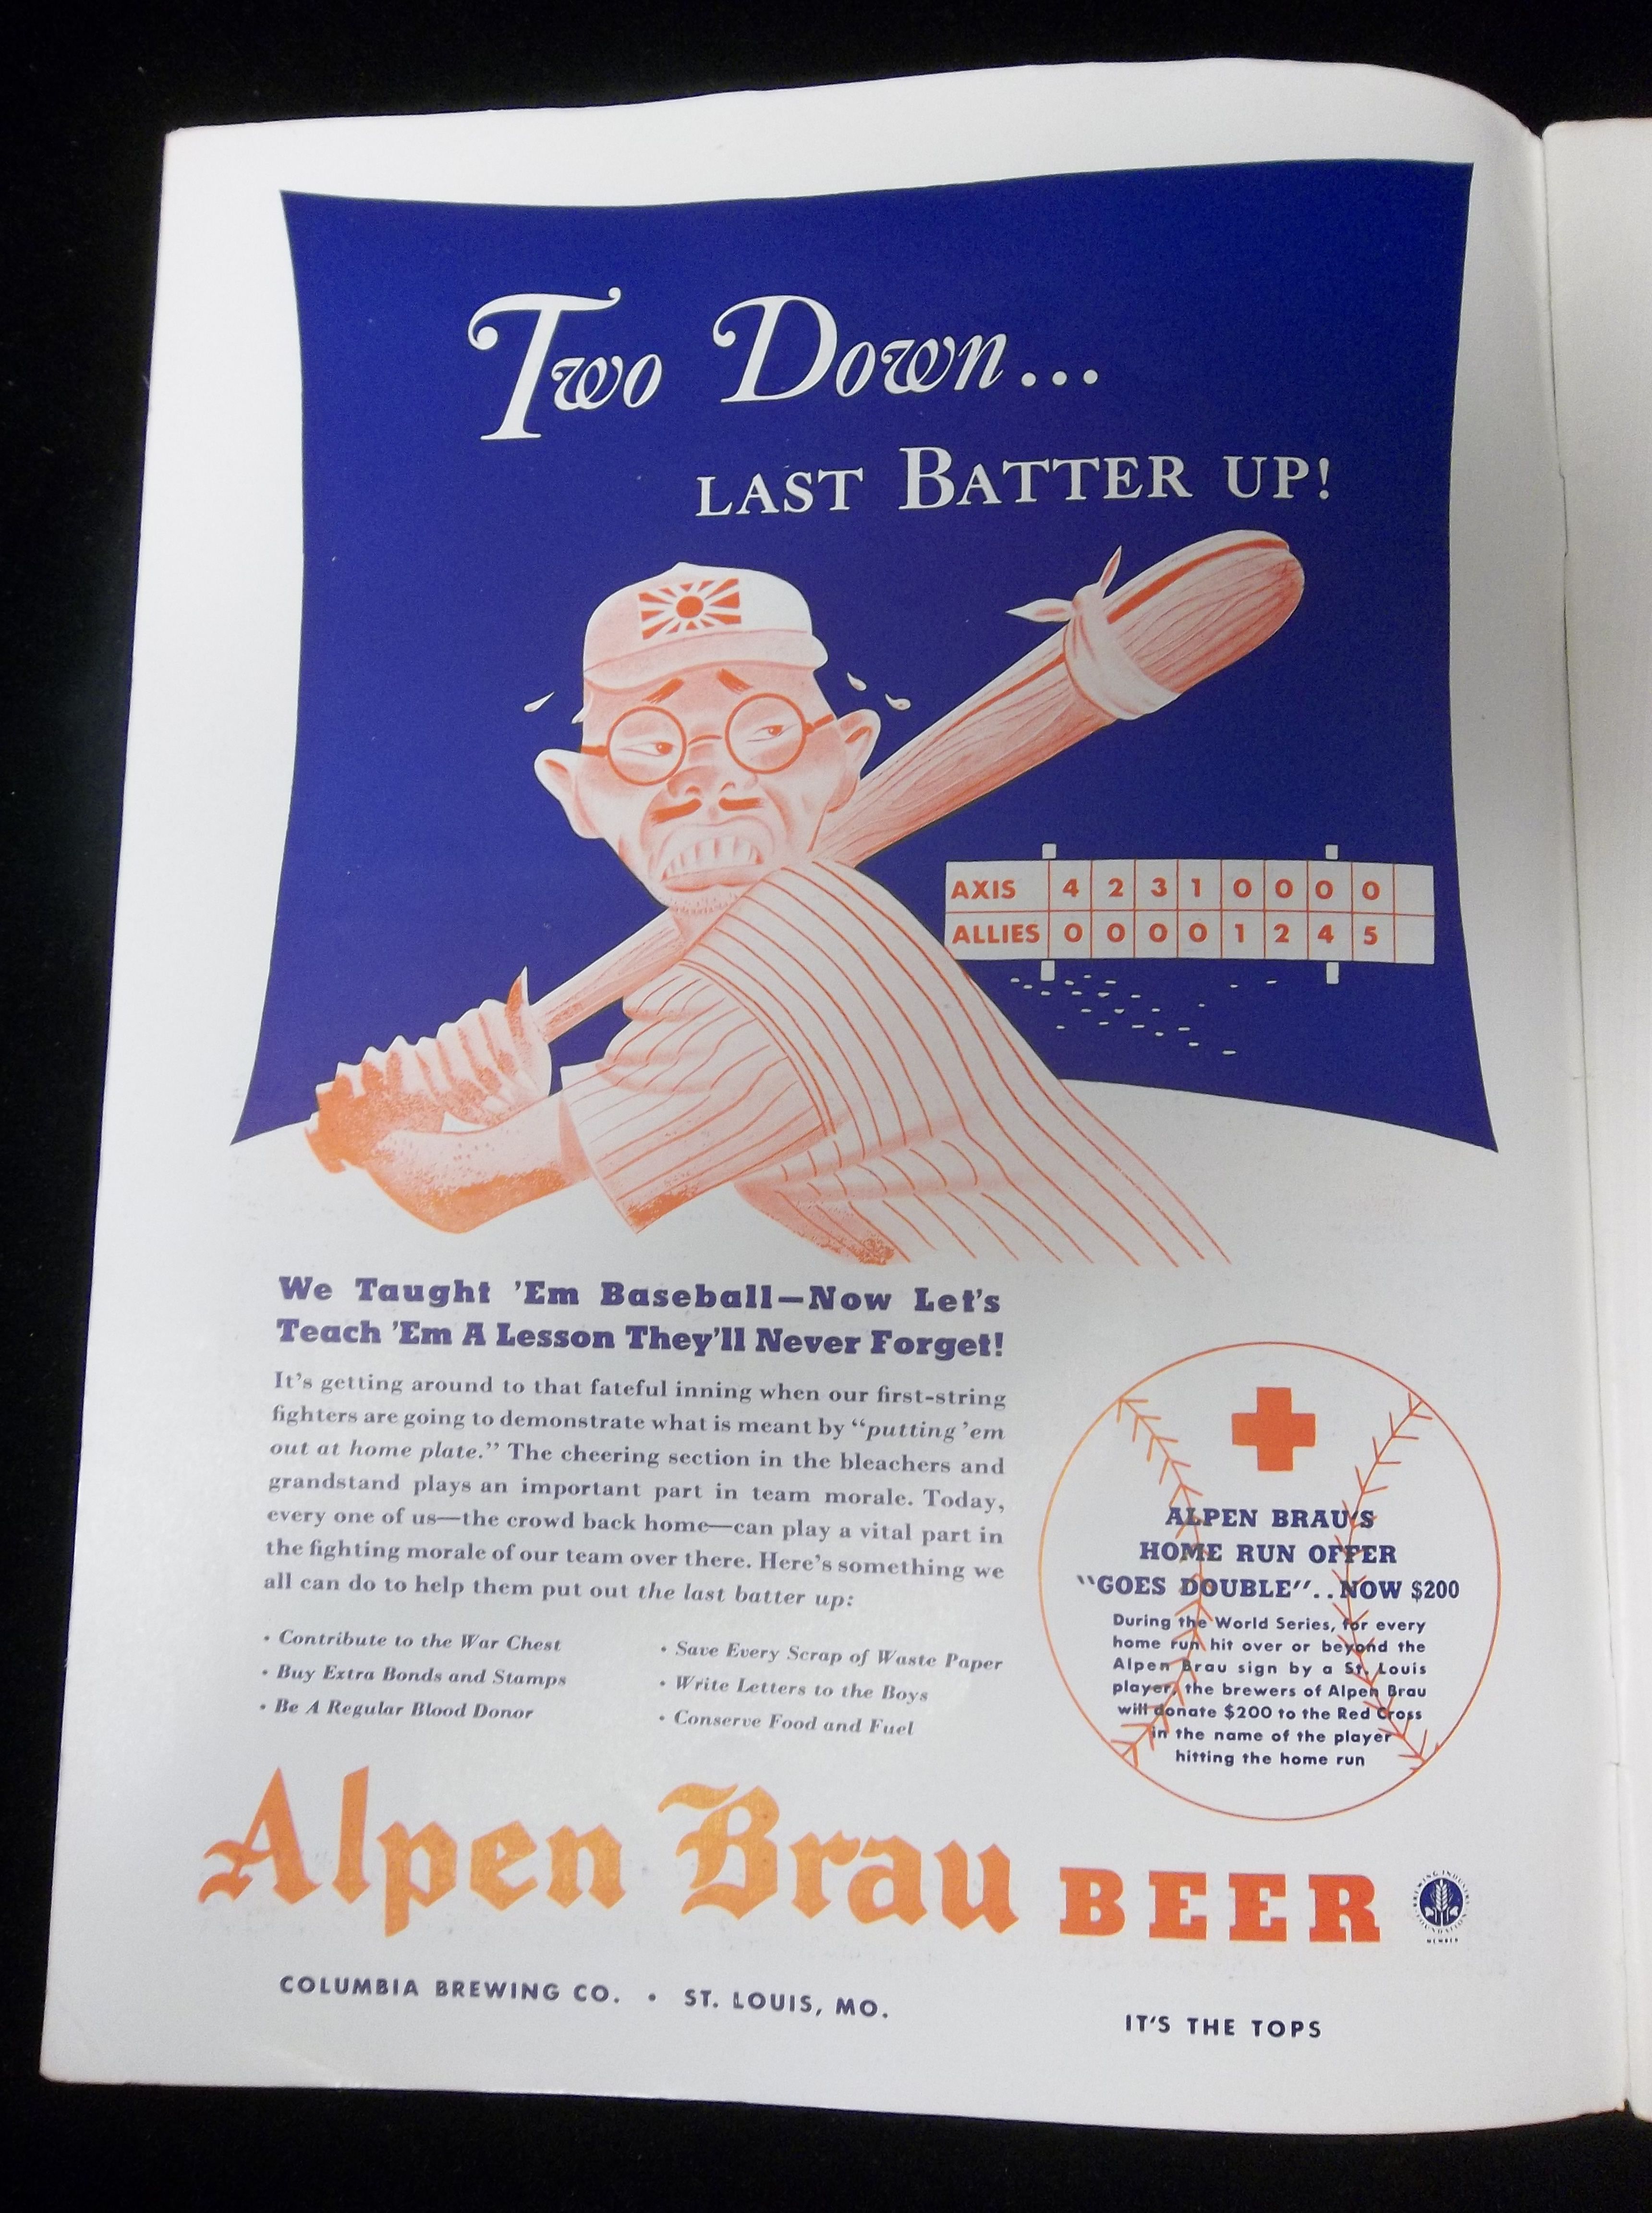 Two Down...
LAST BATTER UP!
AXIS 4 2 3 1 0 0 0 0
ALLIES 0 0 0 0 1 2 4 5
We Taught 'Em Baseball—Now Let's
Teach 'Em A Lesson They'll Never Forget!
It's getting around to that fateful inning when our first-string
fighters are going to demonstrate what is meant by "putting 'em
out at home plate." The cheering section in the bleachers and
grandstand plays an important part in team morale. Today,
every one of us—the crowd back home—can play a vital part in
the fighting morale of our team over there. Here's something we
all can do to help them put out the last batter up:
• Contribute to the War Chest
• Buy Extra Bonds and Stamps
• Be A Regular Blood Donor
• Save Every Scrap of Waste Paper
• Write Letters to the Boys
• Conserve Food and Fuel
ALPEN BRAU'S
HOME RUN OFFER
"GOES DOUBLE"..NOW $200
During the World Series, for every
home run hit over or beyond the
Alpen Brau sign by a St. Louis
player, the brewers of Alpen Brau
will donate $200 to the Red Cross
in the name of the player
hitting the home run
Alpen Brau BEER
BREWING INDUSTRY
FOUNDATION
MEMBER
COLUMBIA BREWING CO. • ST. LOUIS, MO.
IT'S THE TOPS